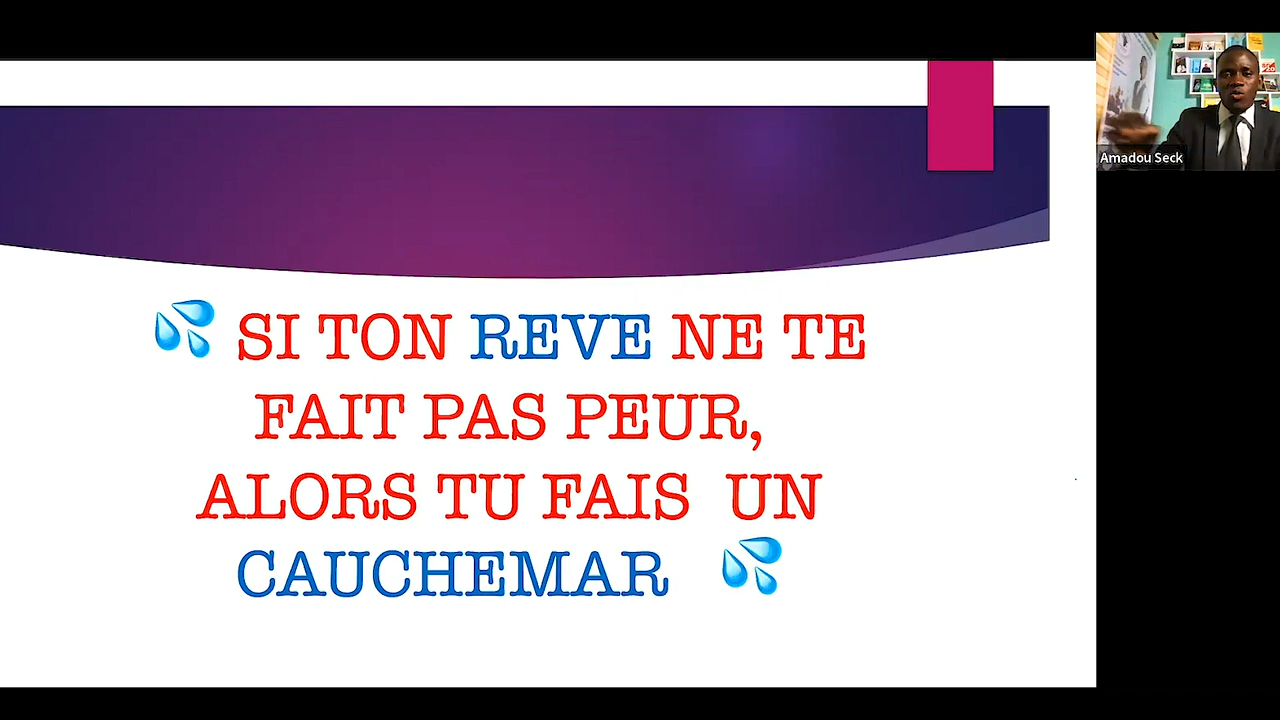 💦 SI TON REVE NE TE
FAIT PAS PEUR,
ALORS TU FAIS UN
CAUCHEMAR 💦
Amadou Seck